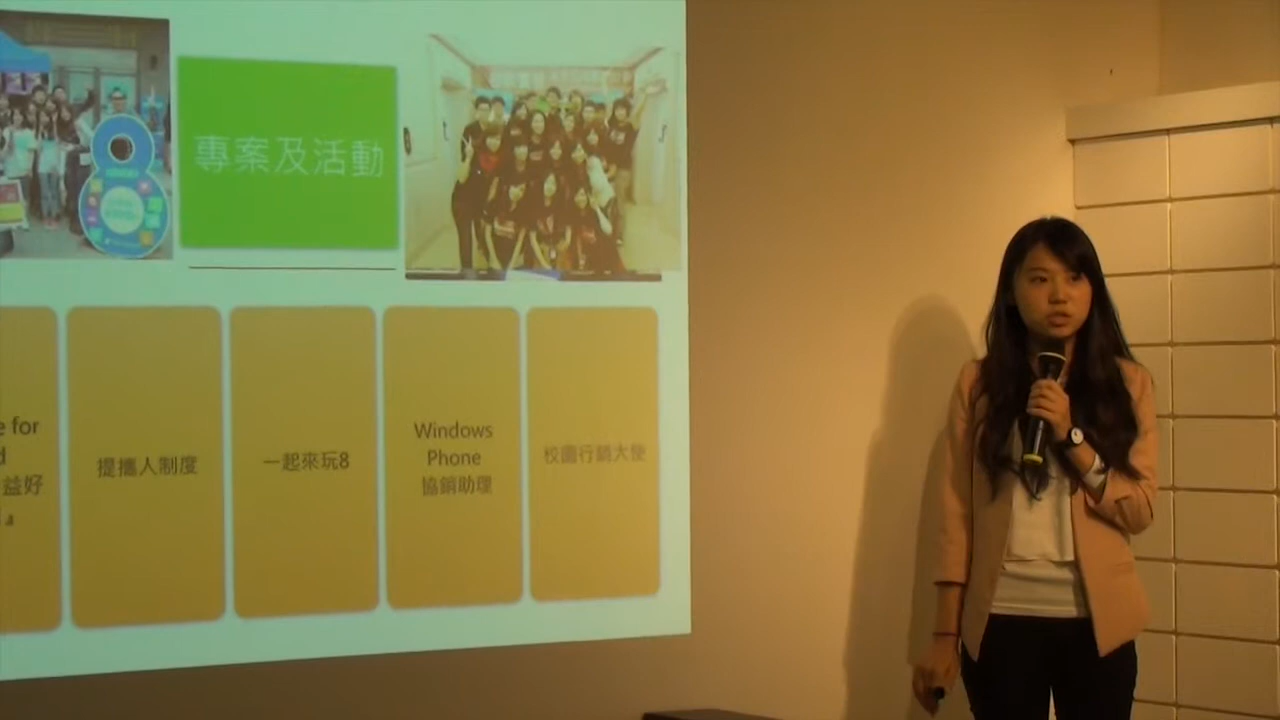 專案及活動
e for
d
益好
』
提攜人制度
一起來玩8
Windows
Phone
協銷助理
校園行銷大使